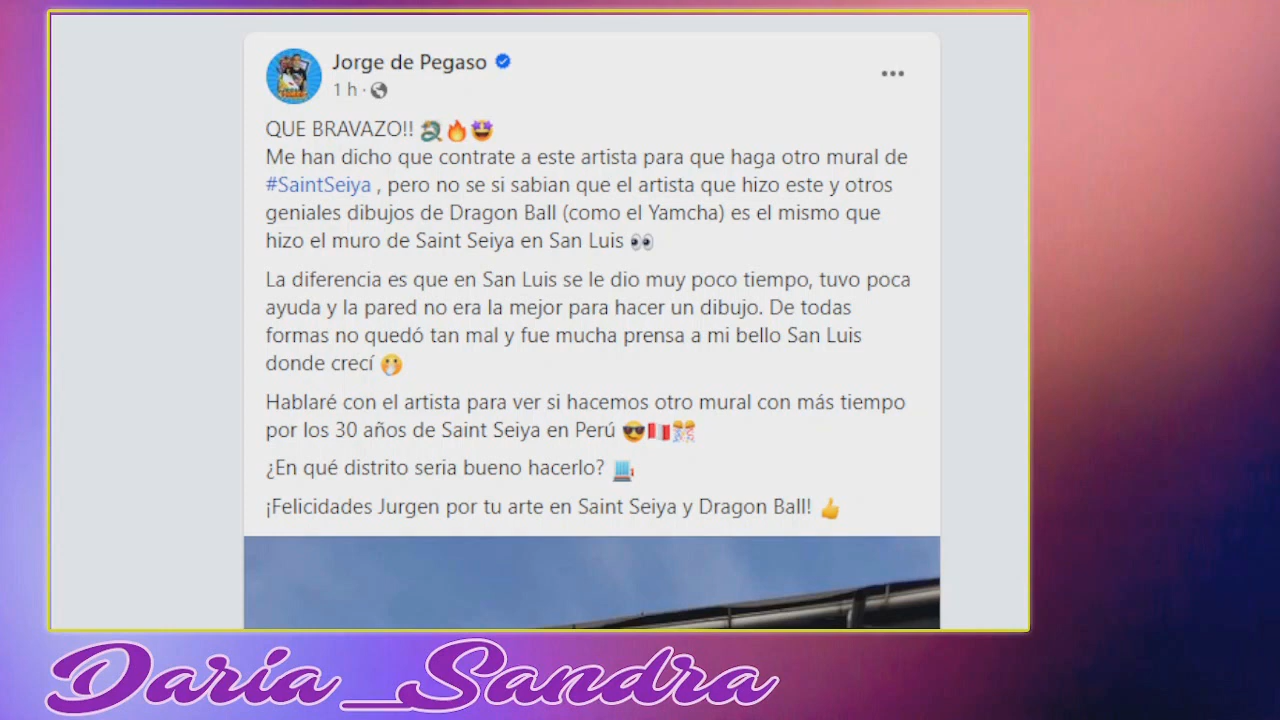 Jorge de Pegaso
1 h ·
QUE BRAVAZO!! 🐉🔥🤩
Me han dicho que contrate a este artista para que haga otro mural de
#SaintSeiya , pero no se si sabian que el artista que hizo este y otros
geniales dibujos de Dragon Ball (como el Yamcha) es el mismo que
hizo el muro de Saint Seiya en San Luis 👀
La diferencia es que en San Luis se le dio muy poco tiempo, tuvo poca
ayuda y la pared no era la mejor para hacer un dibujo. De todas
formas no quedó tan mal y fue mucha prensa a mi bello San Luis
donde crecí 🫢
Hablaré con el artista para ver si hacemos otro mural con más tiempo
por los 30 años de Saint Seiya en Perú 😎🇵🇪🎊
¿En qué distrito seria bueno hacerlo? 🧵
¡Felicidades Jurgen por tu arte en Saint Seiya y Dragon Ball! 👍
Daria_Sandra